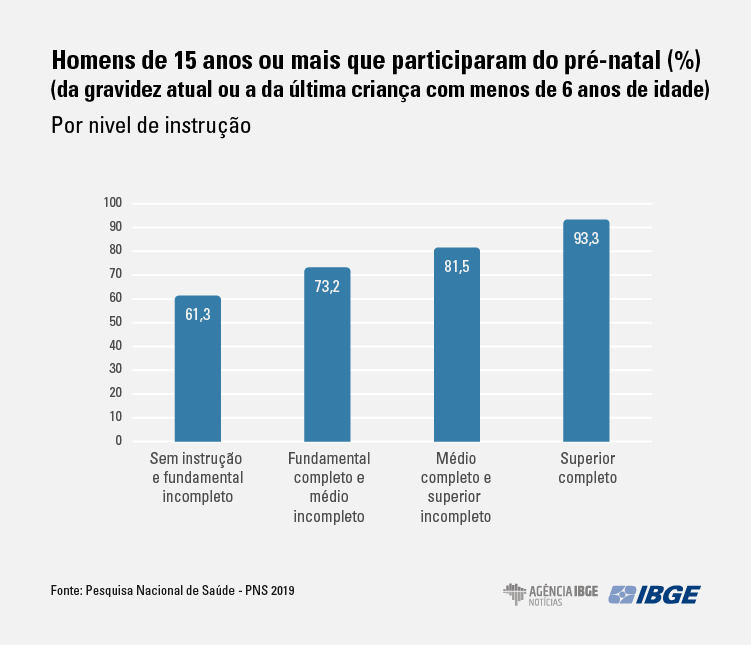 Homens de 15 anos ou mais que participaram do pré-natal (%)
(da gravidez atual ou a da última criança com menos de 6 anos de idade)
Por nivel de instrução
100
90
80
70
60
50
40
30
20
10
0
61,3
73,2
81,5
93,3
Sem instrução
e fundamental
incompleto
Fundamental
completo e
médio
incompleto
Médio
completo e
superior
incompleto
Superior
completo
Fonte: Pesquisa Nacional de Saúde - PNS 2019
AGÊNCIA IBGE
NOTÍCIAS
IBGE